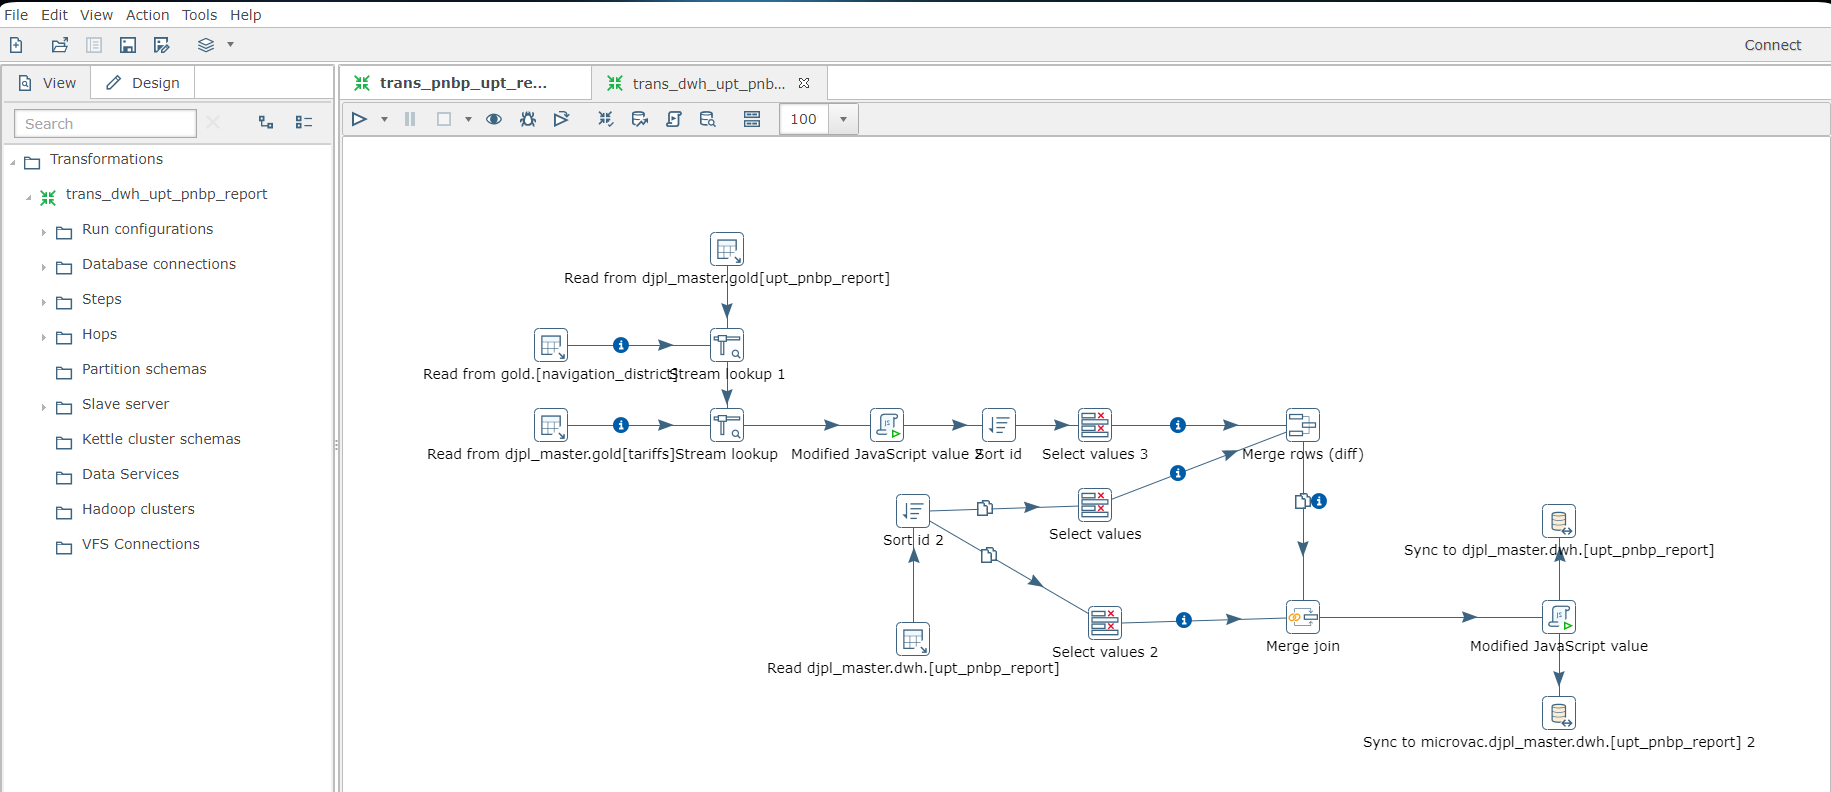 File Edit View Action Tools Help
Connect
View Design
trans_pnbp_upt_re...
trans_dwh_upt_pnb...
Search
100
Transformations
trans_dwh_upt_pnbp_report
Run configurations
Database connections
Steps
Hops
Partition schemas
Slave server
Kettle cluster schemas
Data Services
Hadoop clusters
VFS Connections
Read from djpl_master.gold[upt_pnbp_report]
Read from gold.[navigation_district]
Stream lookup 1
Read from djpl_master.gold[tariffs]
Stream lookup
Modified JavaScript value 2
Sort id
Select values 3
Merge rows (diff)
Sort id 2
Select values
Sync to djpl_master.dwh.[upt_pnbp_report]
Read djpl_master.dwh.[upt_pnbp_report]
Select values 2
Merge join
Modified JavaScript value
Sync to microvac.djpl_master.dwh.[upt_pnbp_report] 2